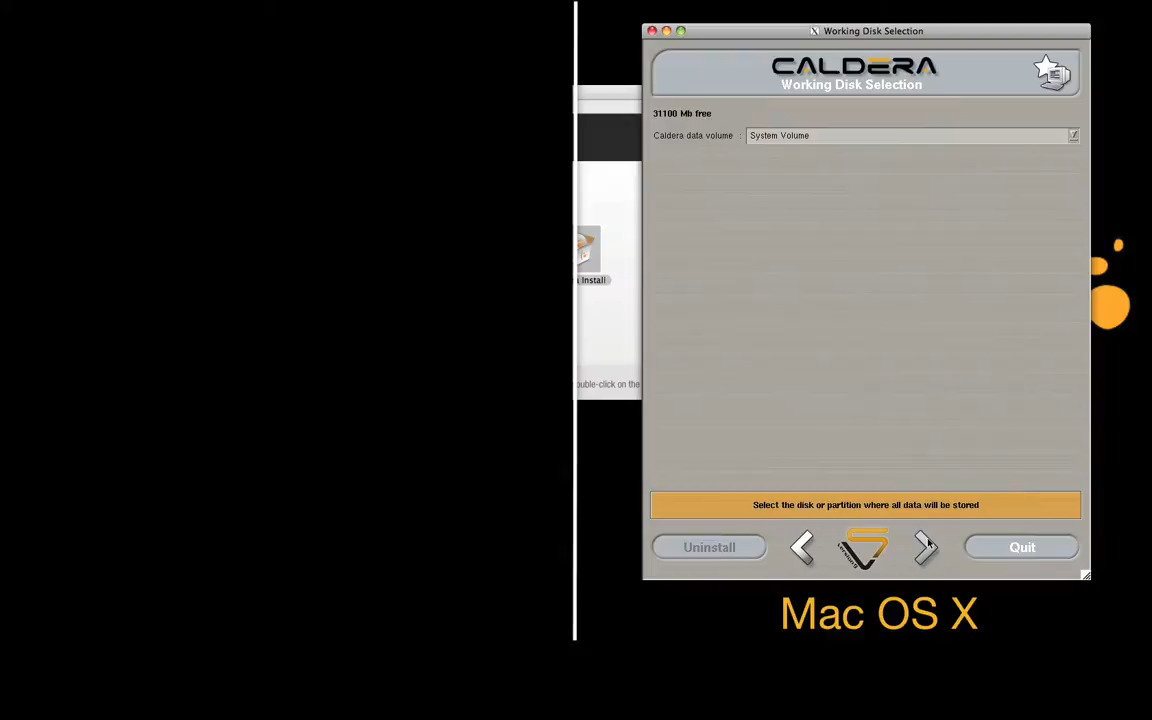 Working Disk Selection
CALDERA
Working Disk Selection
31100 Mb free
Caldera data volume : System Volume
Install
double-click on the
Select the disk or partition where all data will be stored
Uninstall
Quit
Mac OS X